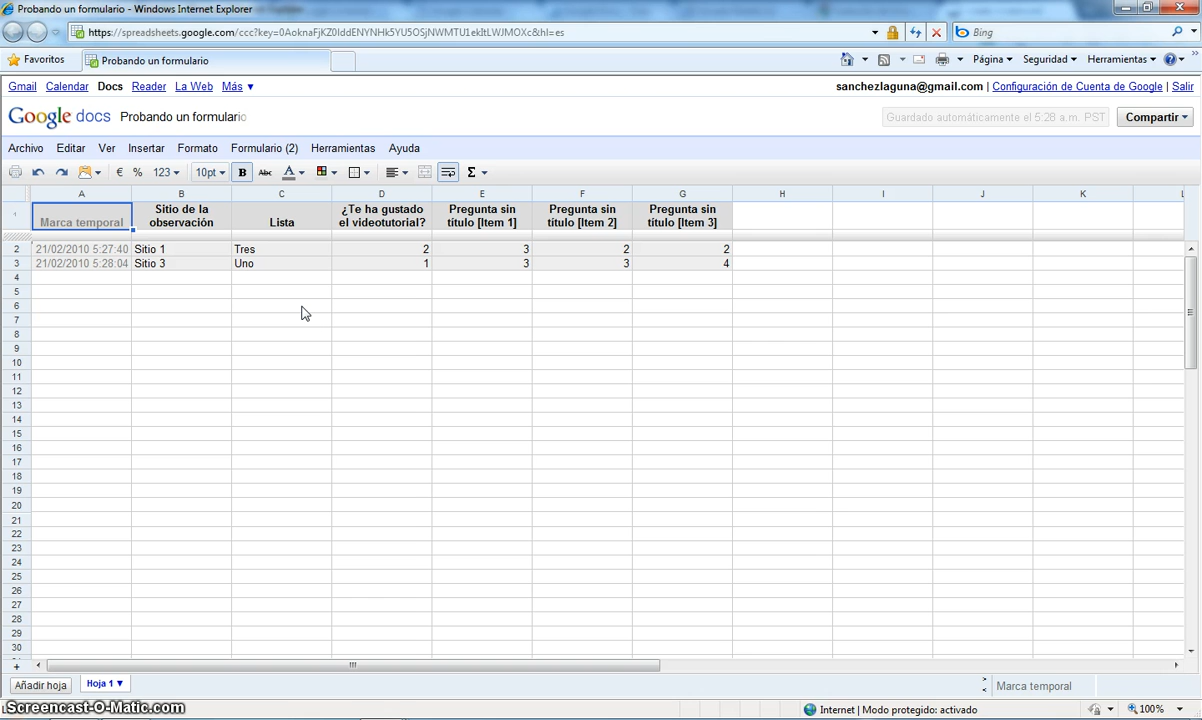 Probando un formulario - Windows Internet Explorer
https://spreadsheets.google.com/ccc?key=0AoknaFjKZ0IddENYNHk5YU5OSjNWMTU1ekItLWJMOXc&hl=es
Bing
Favoritos
Probando un formulario
Página
Seguridad
Herramientas
Gmail Calendar Docs Reader La Web Más
sanchezlaguna@gmail.com | Configuración de Cuenta de Google | Salir
Google docs
Probando un formulario
Guardado automáticamente el 5:28 a.m. PST
Compartir
Archivo Editar Ver Insertar Formato Formulario (2) Herramientas Ayuda
€ % 123 10pt B Abc A Σ
A B C D E F G H I J K L
1 Marca temporal
Sitio de la
observación
Lista
¿Te ha gustado
el videotutorial?
Pregunta sin
título [Item 1]
Pregunta sin
título [Item 2]
Pregunta sin
título [Item 3]
2 21/02/2010 5:27:40 Sitio 1 Tres 2 3 2 2
3 21/02/2010 5:28:04 Sitio 3 Uno 1 3 3 4
4
5
6
7
8
9
10
11
12
13
14
15
16
17
18
19
20
21
22
23
24
25
26
27
28
29
30
Añadir hoja
Hoja 1
Marca temporal
Screencast-O-Matic.com
Internet | Modo protegido: activado
100%